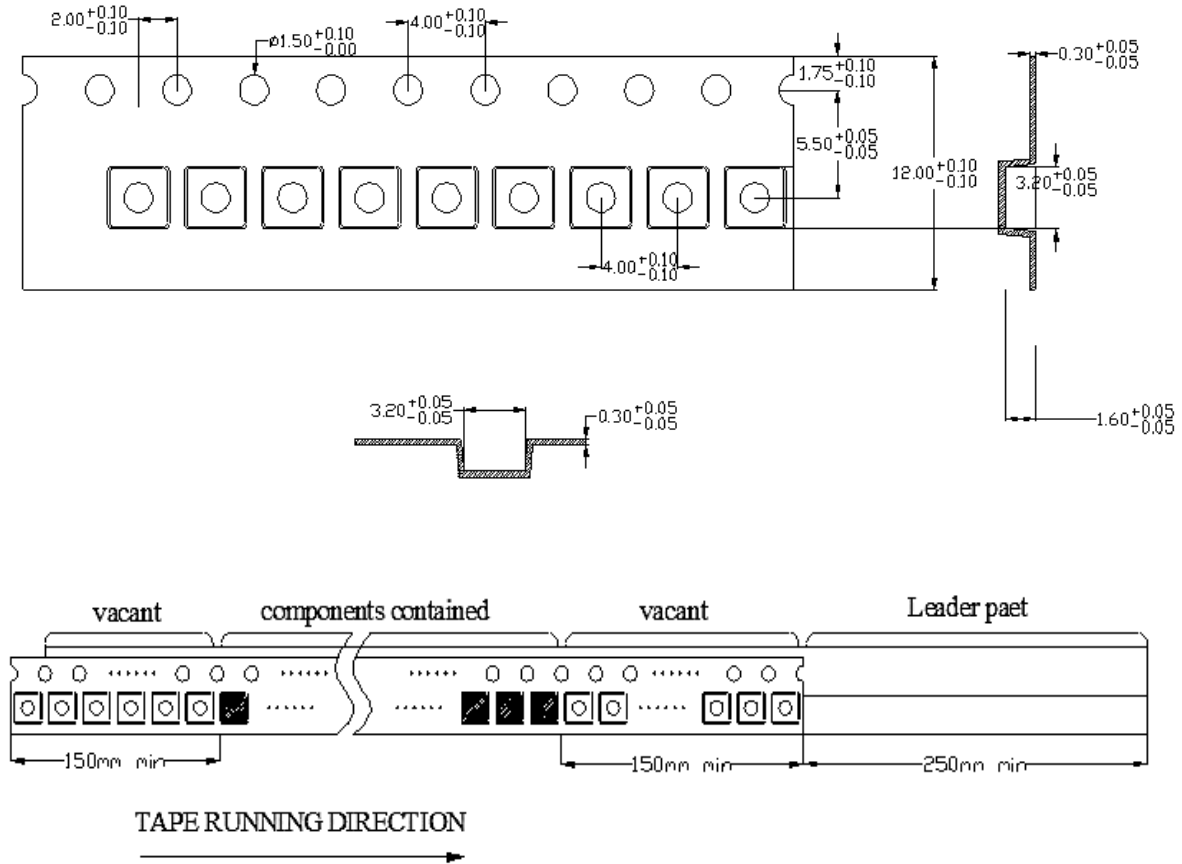 2.00+0.10-0.10
ø1.50+0.10-0.00
4.00+0.10-0.10
1.75+0.10-0.10
0.30+0.05-0.05
5.50+0.05-0.05
12.00+0.10-0.10
3.20+0.05-0.05
4.00+0.10-0.10
3.20+0.05-0.05
0.30+0.05-0.05
1.60+0.05-0.05
vacant
components contained
vacant
Leader paet
150mm min
150mm min
250mm min
TAPE RUNNING DIRECTION